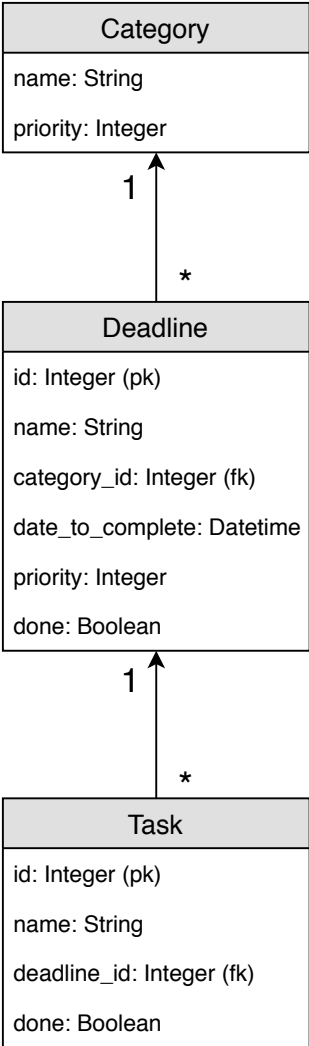 Category
name: String
priority: Integer
1
*
Deadline
id: Integer (pk)
name: String
category_id: Integer (fk)
date_to_complete: Datetime
priority: Integer
done: Boolean
1
*
Task
id: Integer (pk)
name: String
deadline_id: Integer (fk)
done: Boolean